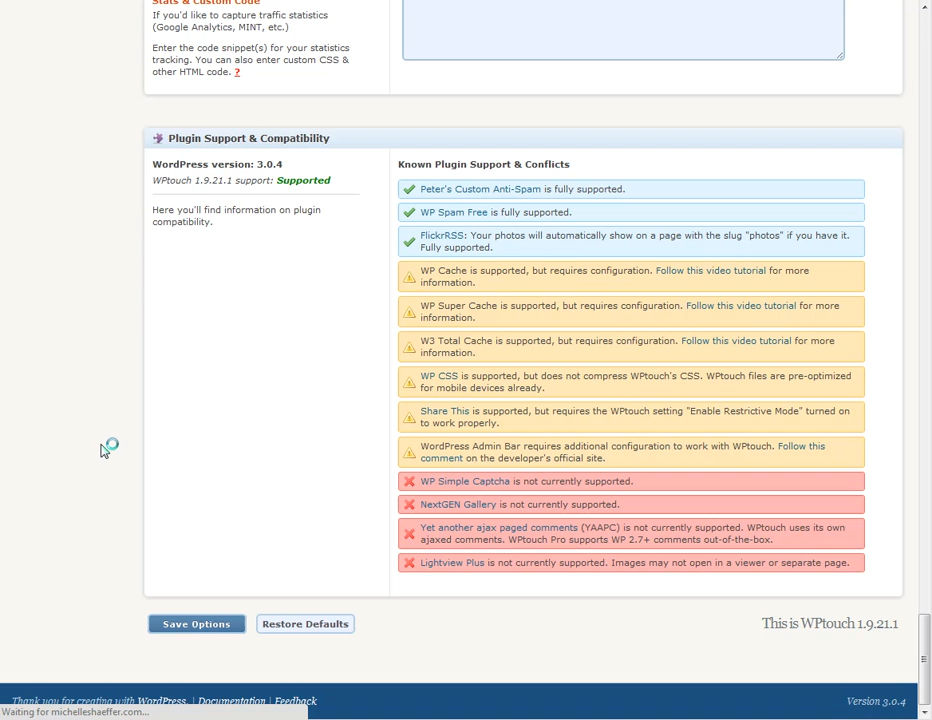 Stats & Custom Code
If you'd like to capture traffic statistics
(Google Analytics, MINT, etc.)
Enter the code snippet(s) for your statistics
tracking. You can also enter custom CSS &
other HTML code. ?
Plugin Support & Compatibility
WordPress version: 3.0.4
WPtouch 1.9.21.1 support: Supported
Here you'll find information on plugin
compatibility.
Known Plugin Support & Conflicts
Peter's Custom Anti-Spam is fully supported.
WP Spam Free is fully supported.
FlickrRSS: Your photos will automatically show on a page with the slug "photos" if you have it.
Fully supported.
WP Cache is supported, but requires configuration. Follow this video tutorial for more
information.
WP Super Cache is supported, but requires configuration. Follow this video tutorial for more
information.
W3 Total Cache is supported, but requires configuration. Follow this video tutorial for more
information.
WP CSS is supported, but does not compress WPtouch's CSS. WPtouch files are pre-optimized
for mobile devices already.
Share This is supported, but requires the WPtouch setting "Enable Restrictive Mode" turned on
to work properly.
WordPress Admin Bar requires additional configuration to work with WPtouch. Follow this
comment on the developer's official site.
WP Simple Captcha is not currently supported.
NextGEN Gallery is not currently supported.
Yet another ajax paged comments (YAAPC) is not currently supported. WPtouch uses its own
ajaxed comments. WPtouch Pro supports WP 2.7+ comments out-of-the-box.
Lightview Plus is not currently supported. Images may not open in a viewer or separate page.
Save Options
Restore Defaults
This is WPtouch 1.9.21.1
Thank you for creating with WordPress. | Documentation | Feedback
Version 3.0.4
Waiting for michelleshaeffer.com...